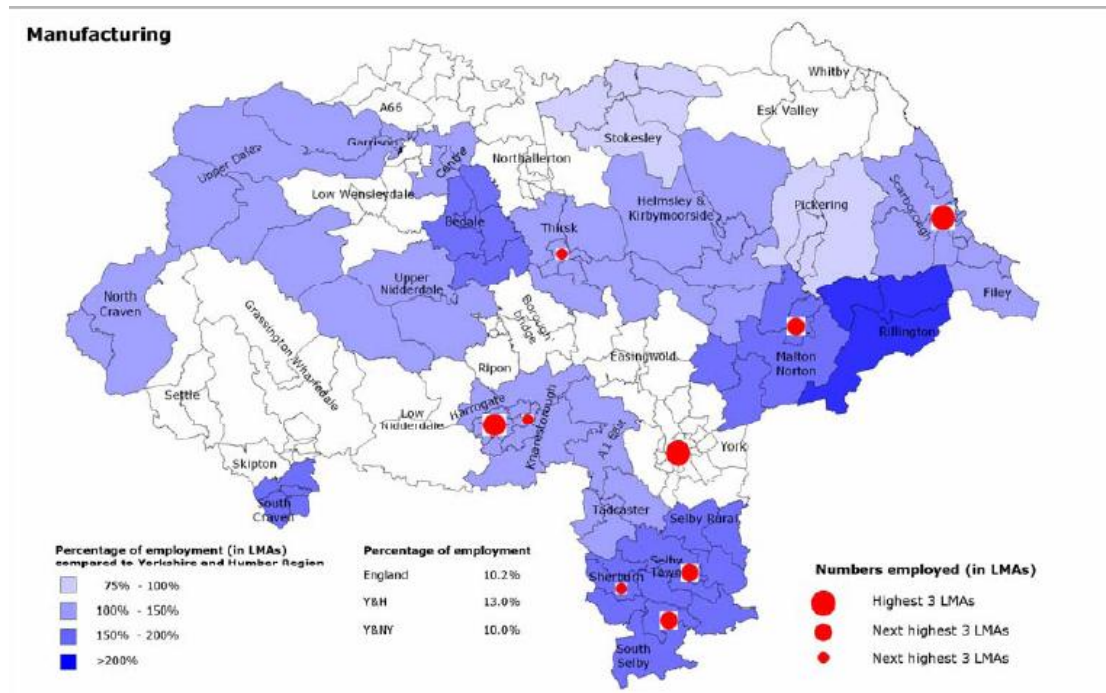 Manufacturing
Whitby
A66
Esk Valley
Garrison
Stokesley
Centre
Northallerton
Upper Dales
Low Wensleydale
Helmsley &
Kirbymoorside
Pickering
Scarborough
Bedale
Thirsk
Upper
Nidderdale
North
Craven
Filey
Borough
bridge
Rillington
Grassington Wharfedale
Easingwold
Malton
Norton
Ripon
Settle
Harrogate
Low
Nidderdale
Knaresborough
A1 East
York
Skipton
South
Craven
Tadcaster
Selby Rural
Selby
Town
Sherburn
South
Selby
Percentage of employment (in LMAs)
compared to Yorkshire and Humber Region
75% - 100%
100% - 150%
150% - 200%
>200%
Percentage of employment
England 10.2%
Y&H 13.0%
Y&NY 10.0%
Numbers employed (in LMAs)
Highest 3 LMAs
Next highest 3 LMAs
Next highest 3 LMAs